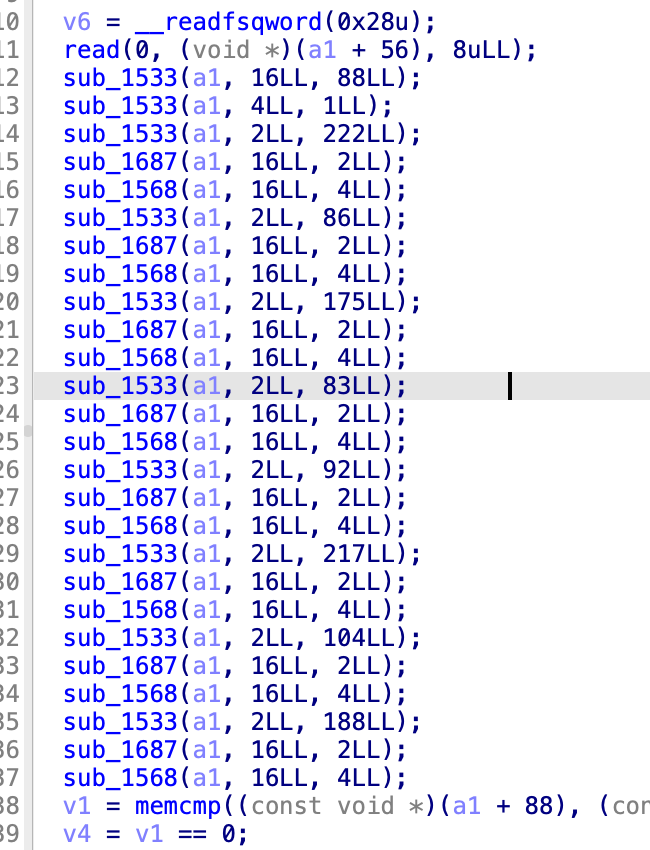 10 v6 = __readfsqword(0x28u);
11 read(0, (void *)(a1 + 56), 8uLL);
12 sub_1533(a1, 16LL, 88LL);
13 sub_1533(a1, 4LL, 1LL);
14 sub_1533(a1, 2LL, 222LL);
15 sub_1687(a1, 16LL, 2LL);
16 sub_1568(a1, 16LL, 4LL);
17 sub_1533(a1, 2LL, 86LL);
18 sub_1687(a1, 16LL, 2LL);
19 sub_1568(a1, 16LL, 4LL);
20 sub_1533(a1, 2LL, 175LL);
21 sub_1687(a1, 16LL, 2LL);
22 sub_1568(a1, 16LL, 4LL);
23 sub_1533(a1, 2LL, 83LL);
24 sub_1687(a1, 16LL, 2LL);
25 sub_1568(a1, 16LL, 4LL);
26 sub_1533(a1, 2LL, 92LL);
27 sub_1687(a1, 16LL, 2LL);
28 sub_1568(a1, 16LL, 4LL);
29 sub_1533(a1, 2LL, 217LL);
30 sub_1687(a1, 16LL, 2LL);
31 sub_1568(a1, 16LL, 4LL);
32 sub_1533(a1, 2LL, 104LL);
33 sub_1687(a1, 16LL, 2LL);
34 sub_1568(a1, 16LL, 4LL);
35 sub_1533(a1, 2LL, 188LL);
36 sub_1687(a1, 16LL, 2LL);
37 sub_1568(a1, 16LL, 4LL);
38 v1 = memcmp((const void *)(a1 + 88), (con
39 v4 = v1 == 0;